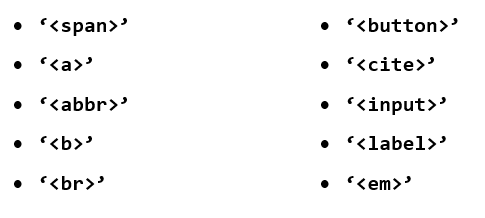 • ‘<span>’
• ‘<a>’
• ‘<abbr>’
• ‘<b>’
• ‘<br>’
• ‘<button>’
• ‘<cite>’
• ‘<input>’
• ‘<label>’
• ‘<em>’